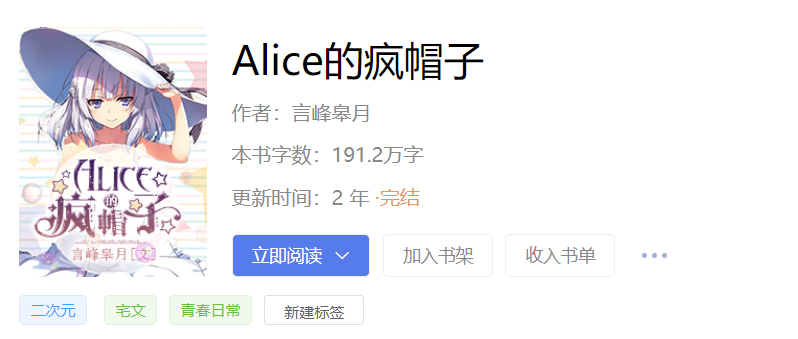 Alice的疯帽子
作者：言峰皋月
本书字数：191.2万字
更新时间：2 年 ·完结
立即阅读
加入书架
收入书单
ALICE
的
疯帽子
言峰皋月[文]
二次元
宅文
青春日常
新建标签